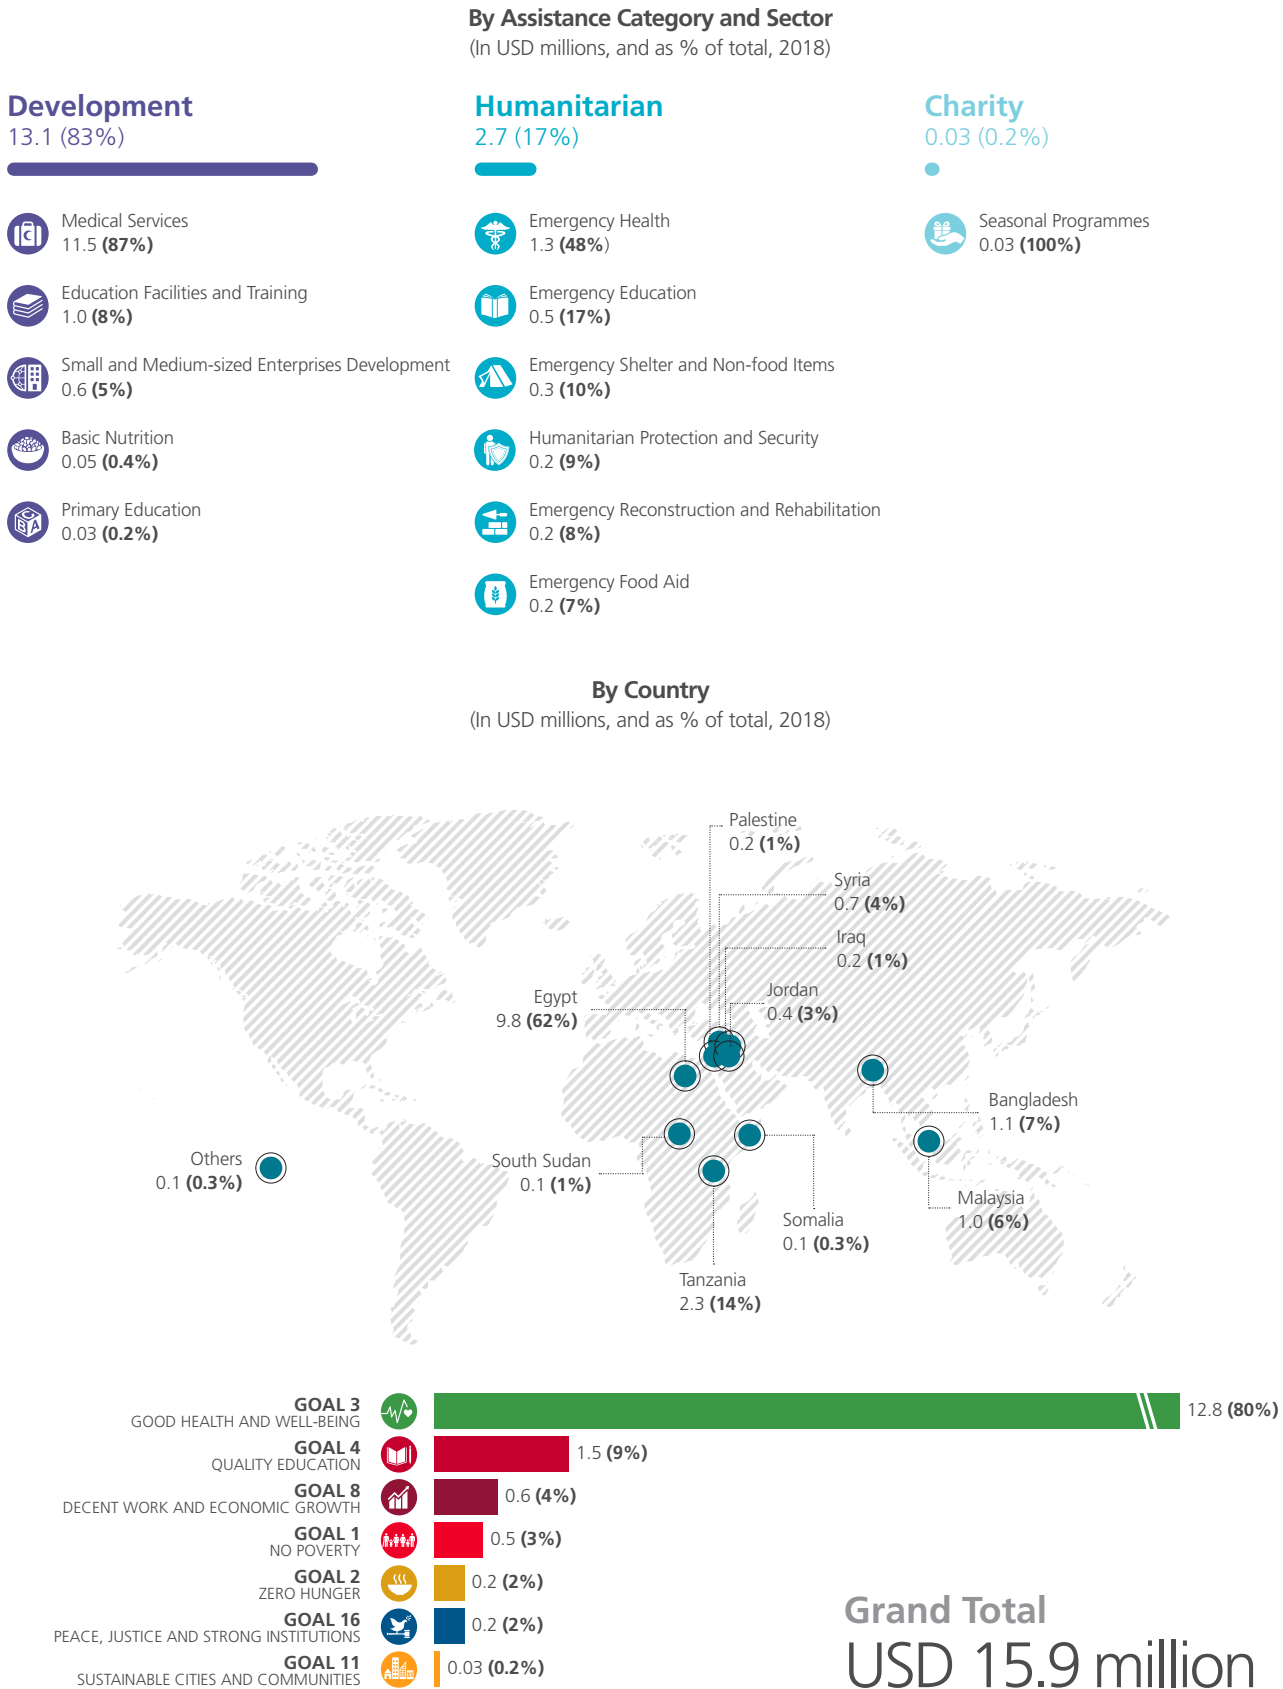 By Assistance Category and Sector
(In USD millions, and as % of total, 2018)
Development
13.1 (83%)
Medical Services
11.5 (87%)
Education Facilities and Training
1.0 (8%)
Small and Medium-sized Enterprises Development
0.6 (5%)
Basic Nutrition
0.05 (0.4%)
Primary Education
0.03 (0.2%)
Humanitarian
2.7 (17%)
Emergency Health
1.3 (48%)
Emergency Education
0.5 (17%)
Emergency Shelter and Non-food Items
0.3 (10%)
Humanitarian Protection and Security
0.2 (9%)
Emergency Reconstruction and Rehabilitation
0.2 (8%)
Emergency Food Aid
0.2 (7%)
Charity
0.03 (0.2%)
Seasonal Programmes
0.03 (100%)
By Country
(In USD millions, and as % of total, 2018)
Palestine
0.2 (1%)
Syria
0.7 (4%)
Iraq
0.2 (1%)
Jordan
0.4 (3%)
Egypt
9.8 (62%)
Bangladesh
1.1 (7%)
Others
0.1 (0.3%)
South Sudan
0.1 (1%)
Malaysia
1.0 (6%)
Somalia
0.1 (0.3%)
Tanzania
2.3 (14%)
GOAL 3
GOOD HEALTH AND WELL-BEING
12.8 (80%)
GOAL 4
QUALITY EDUCATION
1.5 (9%)
GOAL 8
DECENT WORK AND ECONOMIC GROWTH
0.6 (4%)
GOAL 1
NO POVERTY
0.5 (3%)
GOAL 2
ZERO HUNGER
0.2 (2%)
GOAL 16
PEACE, JUSTICE AND STRONG INSTITUTIONS
0.2 (2%)
GOAL 11
SUSTAINABLE CITIES AND COMMUNITIES
0.03 (0.2%)
Grand Total
USD 15.9 million